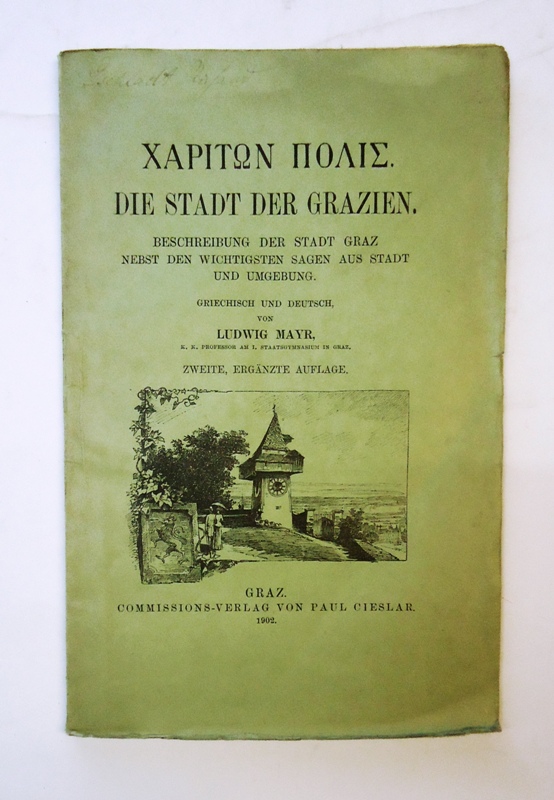 ΧΑΡΙΤΩΝ ΠΟΛΙΣ.
DIE STADT DER GRAZIEN.
BESCHREIBUNG DER STADT GRAZ
NEBST DEN WICHTIGSTEN SAGEN AUS STADT
UND UMGEBUNG.
GRIECHISCH UND DEUTSCH,
VON
LUDWIG MAYR,
K. K. PROFESSOR AM I. STAATSGYMNASIUM IN GRAZ.
ZWEITE, ERGÄNZTE AUFLAGE.
GRAZ.
COMMISSIONS-VERLAG VON PAUL CIESLAR.
1902.